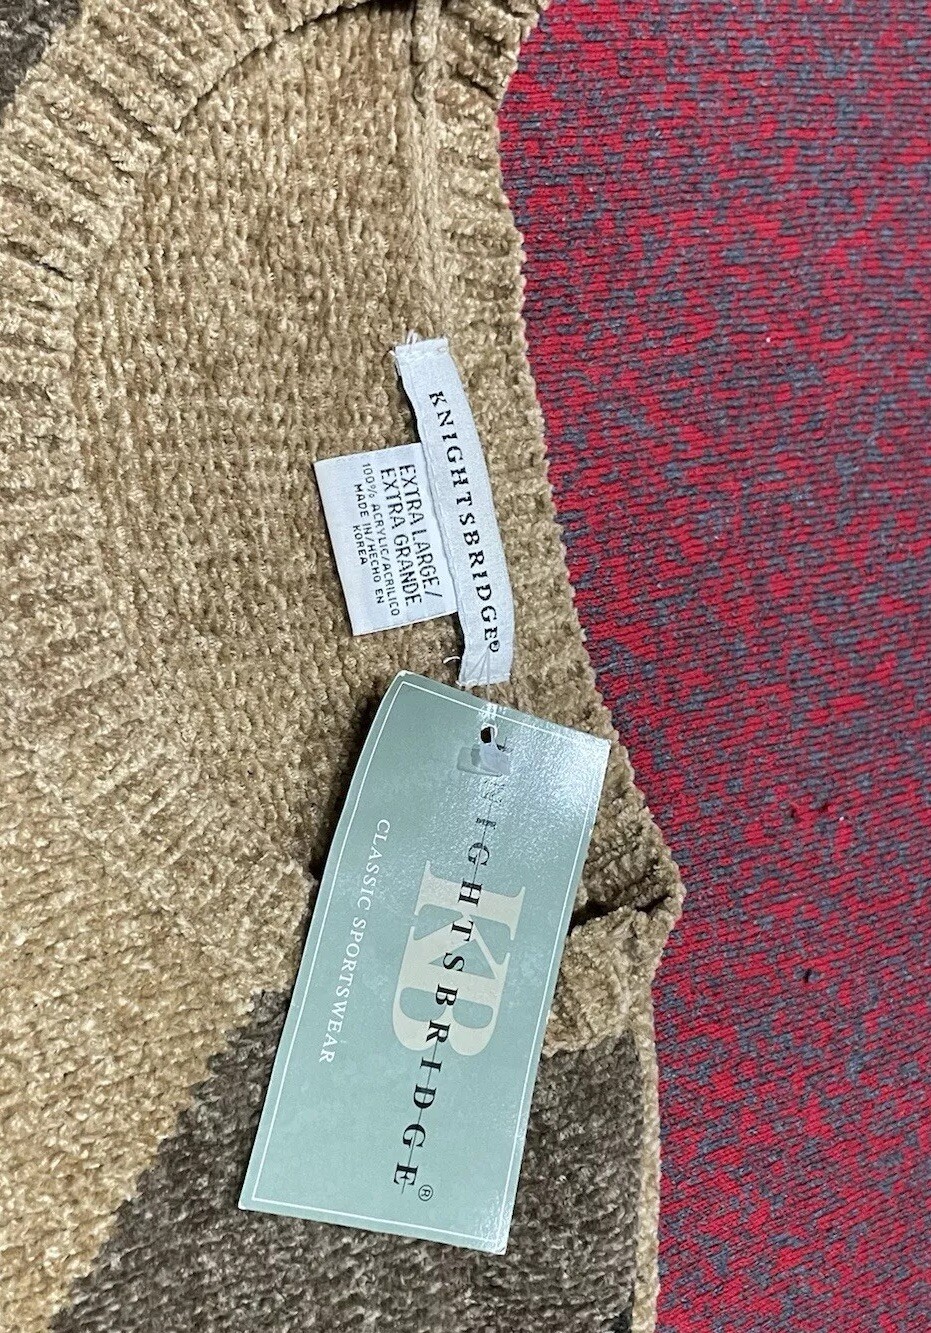 KNIGHTSBRIDGE®
EXTRA LARGE/
EXTRA GRANDE
100% ACRYLIC/ACRILICO
MADE IN/HECHO EN
KOREA
KB
KNIGHTSBRIDGE®
CLASSIC SPORTSWEAR